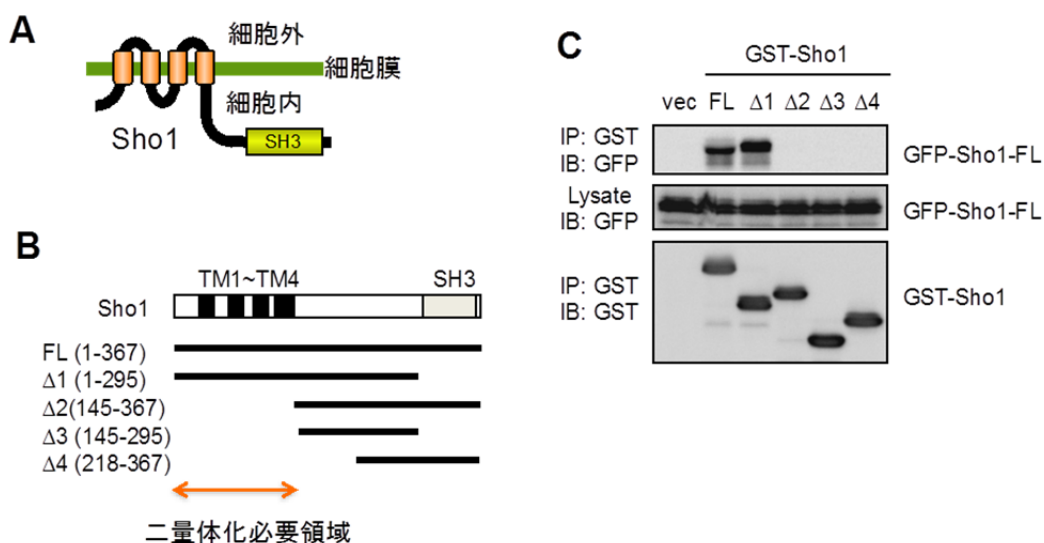 A
細胞外
細胞膜
細胞内
Sho1
SH3
B
TM1~TM4
SH3
Sho1
FL (1-367)
Δ1 (1-295)
Δ2(145-367)
Δ3 (145-295)
Δ4 (218-367)
二量体化必要領域
C
GST-Sho1
vec FL Δ1 Δ2 Δ3 Δ4
IP: GST
IB: GFP
GFP-Sho1-FL
Lysate
IB: GFP
GFP-Sho1-FL
IP: GST
IB: GST
GST-Sho1